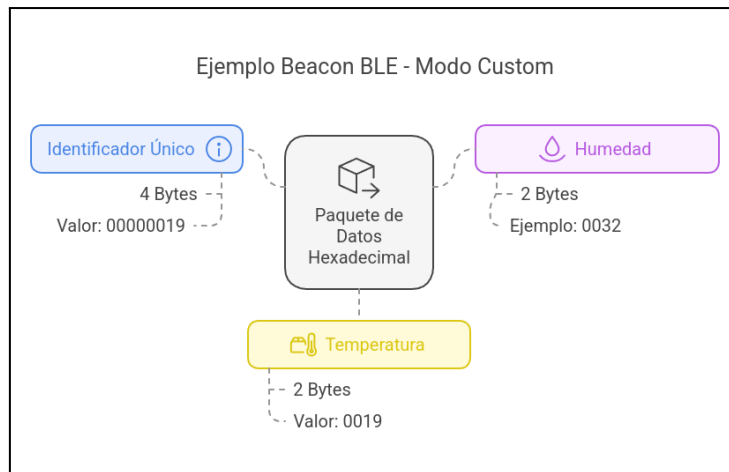 Ejemplo Beacon BLE - Modo Custom
Identificador Único
4 Bytes
Valor: 00000019
Paquete de
Datos
Hexadecimal
Humedad
2 Bytes
Ejemplo: 0032
Temperatura
2 Bytes
Valor: 0019